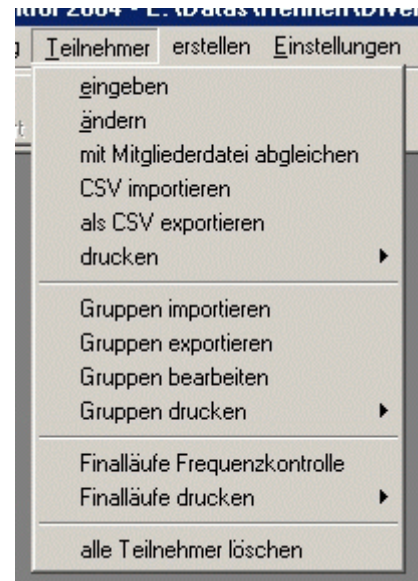 Teilnehmer erstellen Einstellungen
eingeben
ändern
mit Mitgliederdatei abgleichen
CSV importieren
als CSV exportieren
drucken
Gruppen importieren
Gruppen exportieren
Gruppen bearbeiten
Gruppen drucken
Finalläufe Frequenzkontrolle
Finalläufe drucken
alle Teilnehmer löschen